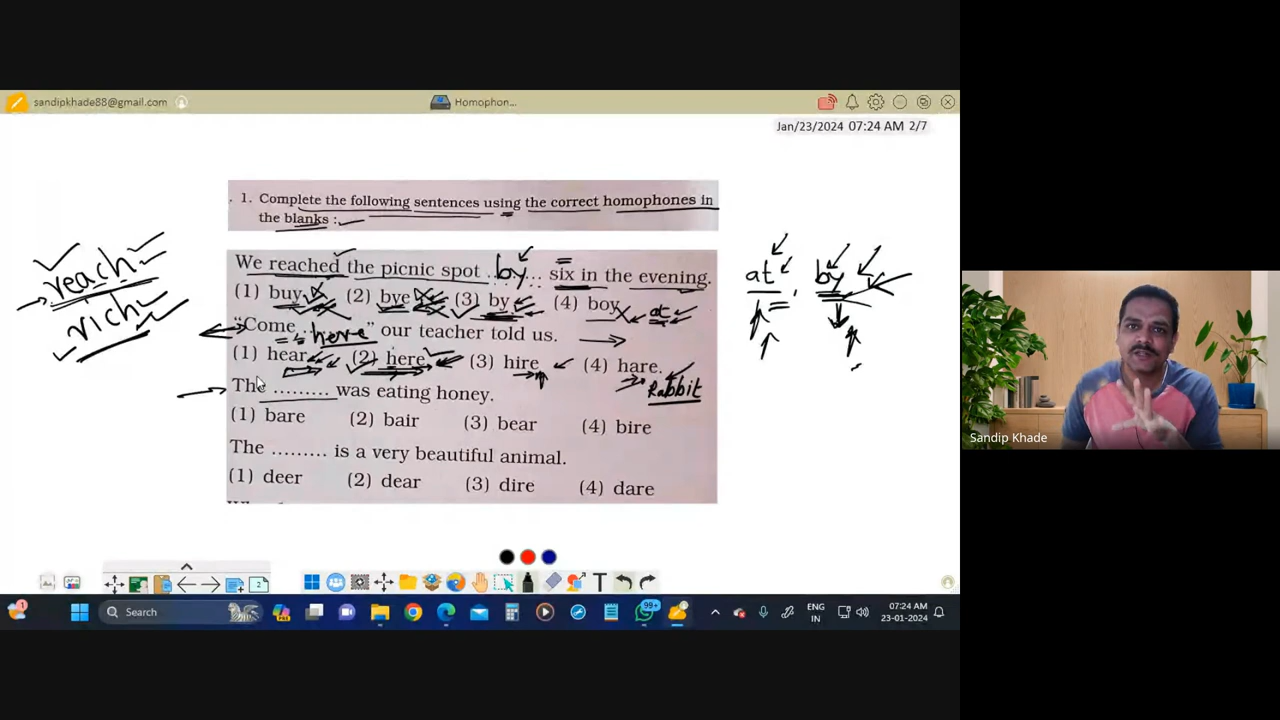 sandipkhade88@gmail.com
Homophon...
Jan/23/2024 07:24 AM 2/7
1. Complete the following sentences using the correct homophones in
the blanks :
We reached the picnic spot ..by.... six in the evening.
(1) buy (2) bye (3) by (4) boy at
"Come ..here" our teacher told us.
(1) hear (2) here (3) hire (4) hare.
Rabbit
The ......... was eating honey.
(1) bare (2) bair (3) bear (4) bire
The ......... is a very beautiful animal.
(1) deer (2) dear (3) dire (4) dare
reach
rich
at, by
Sandip Khade
2
T
1
Search
PRE
99+
ENG
IN
07:24 AM
23-01-2024